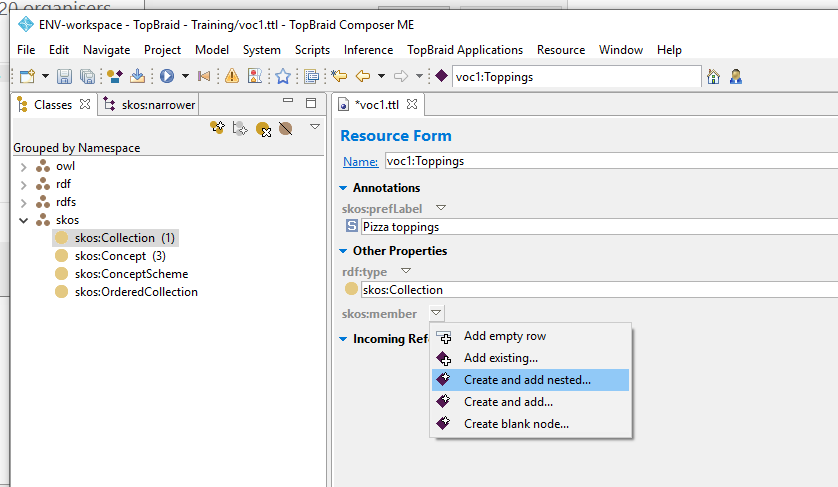 20 organisers
ENV-workspace - TopBraid - Training/voc1.ttl - TopBraid Composer ME
File Edit Navigate Project Model System Scripts Inference TopBraid Applications Resource Window Help
voc1:Toppings
Classes skos:narrower
Grouped by Namespace
owl
rdf
rdfs
skos
skos:Collection (1)
skos:Concept (3)
skos:ConceptScheme
skos:OrderedCollection
*voc1.ttl
Resource Form
Name: voc1:Toppings
Annotations
skos:prefLabel
S Pizza toppings
Other Properties
rdf:type
skos:Collection
skos:member
Incoming Ref
Add empty row
Add existing...
Create and add nested...
Create and add...
Create blank node...